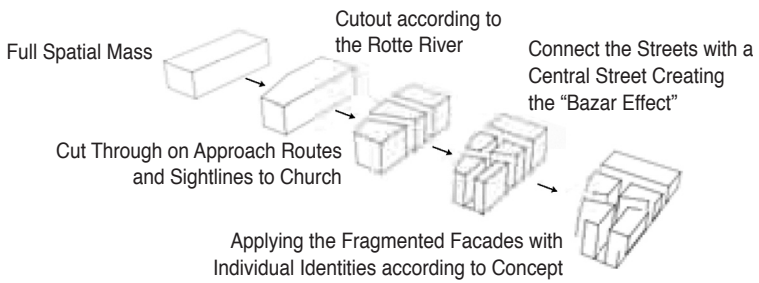 Full Spatial Mass
Cutout according to
the Rotte River
Connect the Streets with a
Central Street Creating
the “Bazar Effect”
Cut Through on Approach Routes
and Sightlines to Church
Applying the Fragmented Facades with
Individual Identities according to Concept